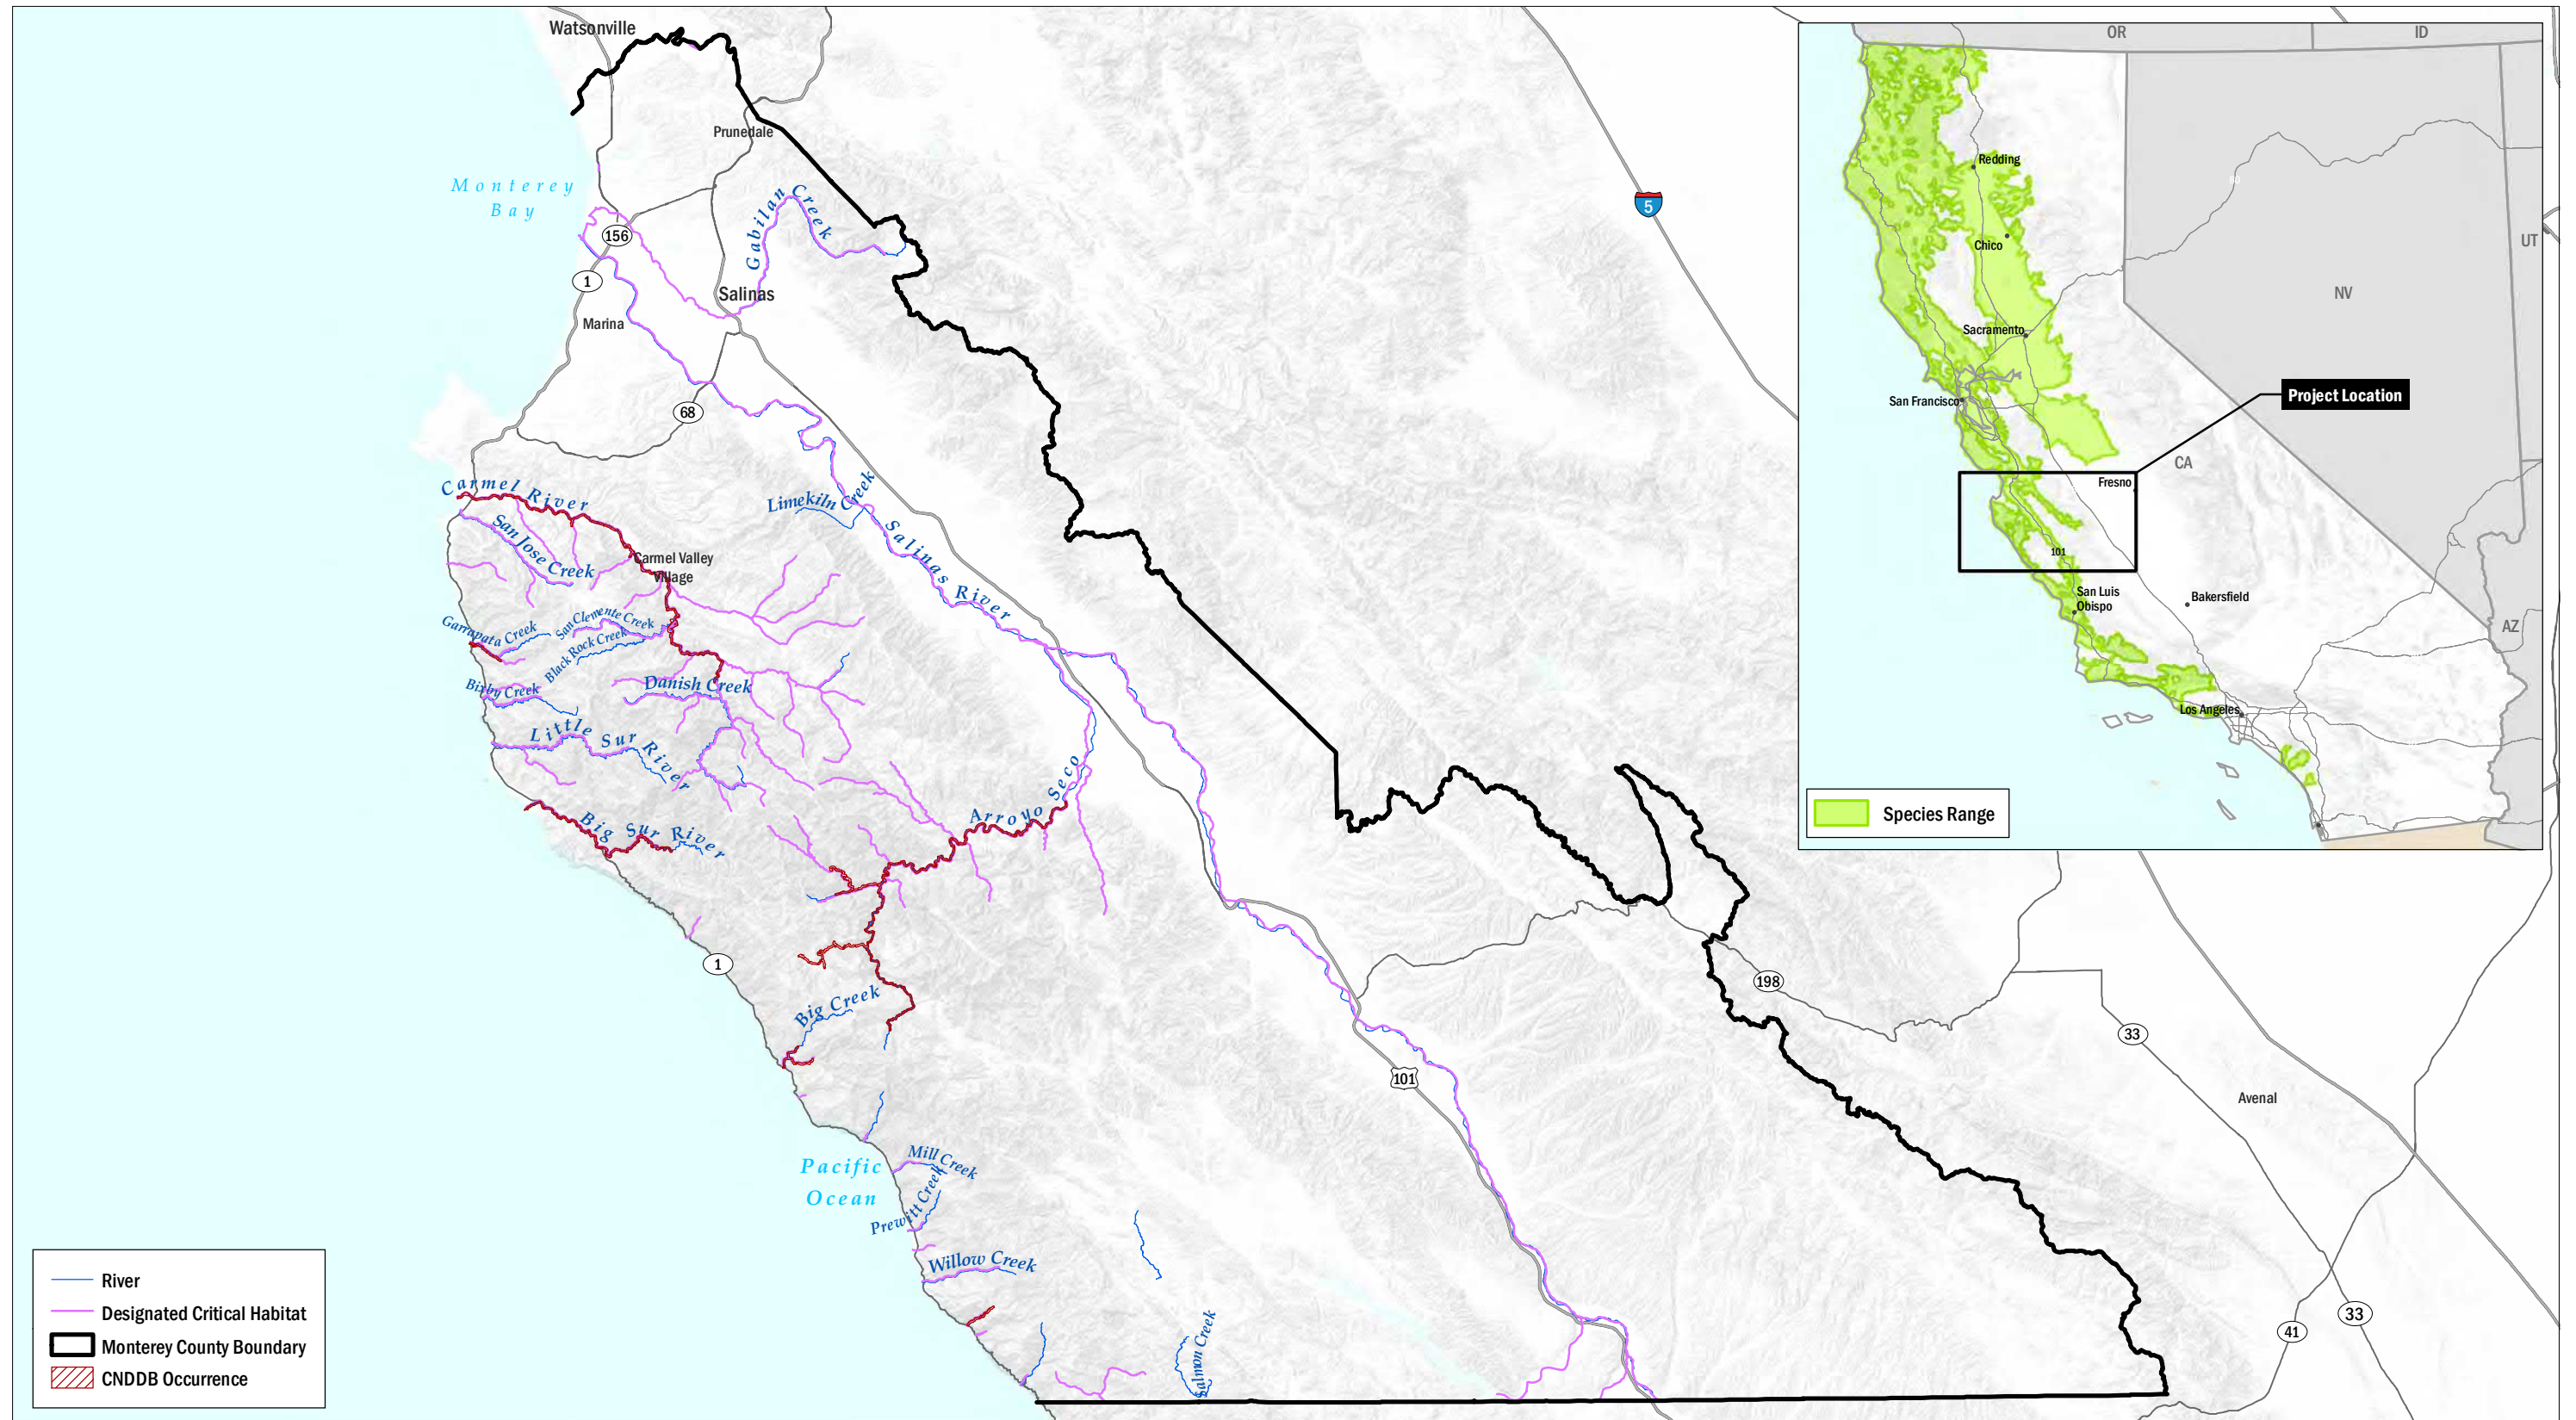 Watsonville
Prunedale
Monterey
Bay
Gabilan Creek
156
1
Salinas
Marina
68
Carmel River
San Jose Creek
Limekiln Creek
Salinas River
Carmel Valley
Village
Garrapata Creek
San Clemente Creek
Black Rock Creek
Bixby Creek
Danish Creek
Little Sur River
Big Sur River
Arroyo Seco
1
Big Creek
Pacific
Ocean
Mill Creek
Prewitt Creek
Willow Creek
Salmon Creek
101
5
198
33
Avenal
41
33
OR
ID
Redding
80
Chico
UT
NV
Sacramento
San Francisco
Project Location
CA
Fresno
101
San Luis
Obispo
Bakersfield
AZ
Los Angeles
Species Range
River
Designated Critical Habitat
Monterey County Boundary
CNDDB Occurrence